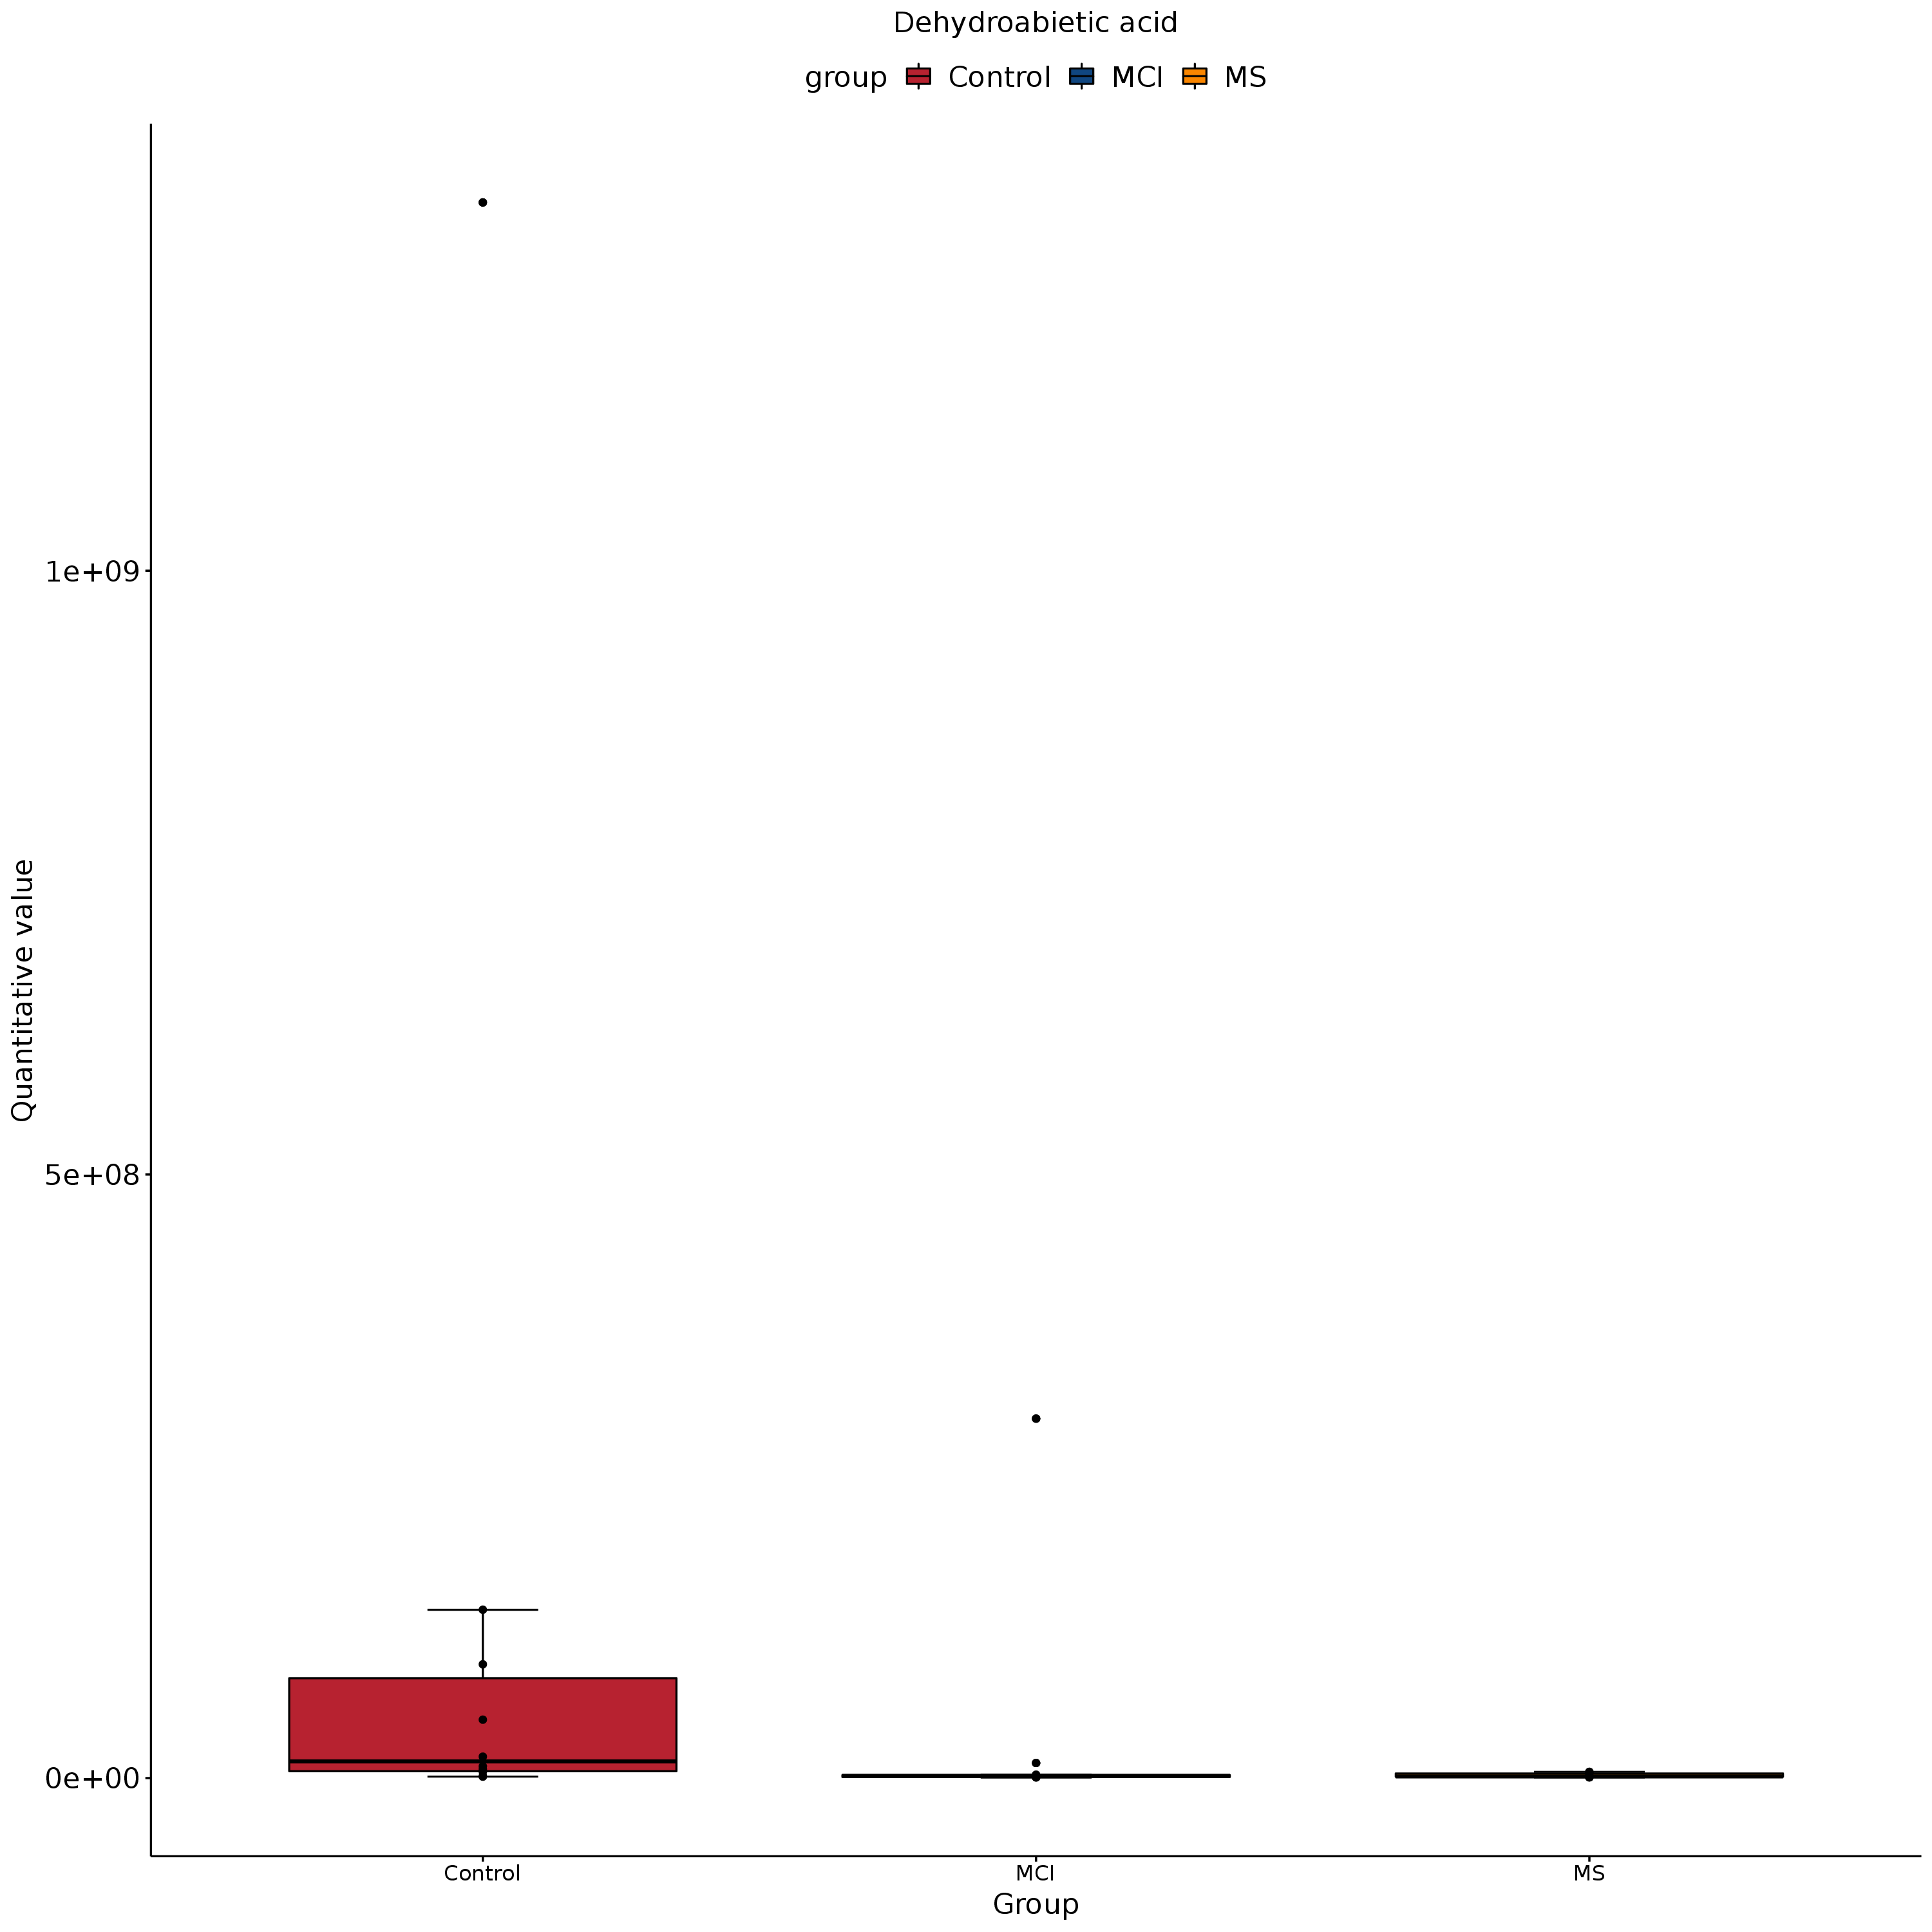 Dehydroabietic acid
group Control MCI MS
Quantitative value
1e+09
5e+08
0e+00
Control MCI MS
Group